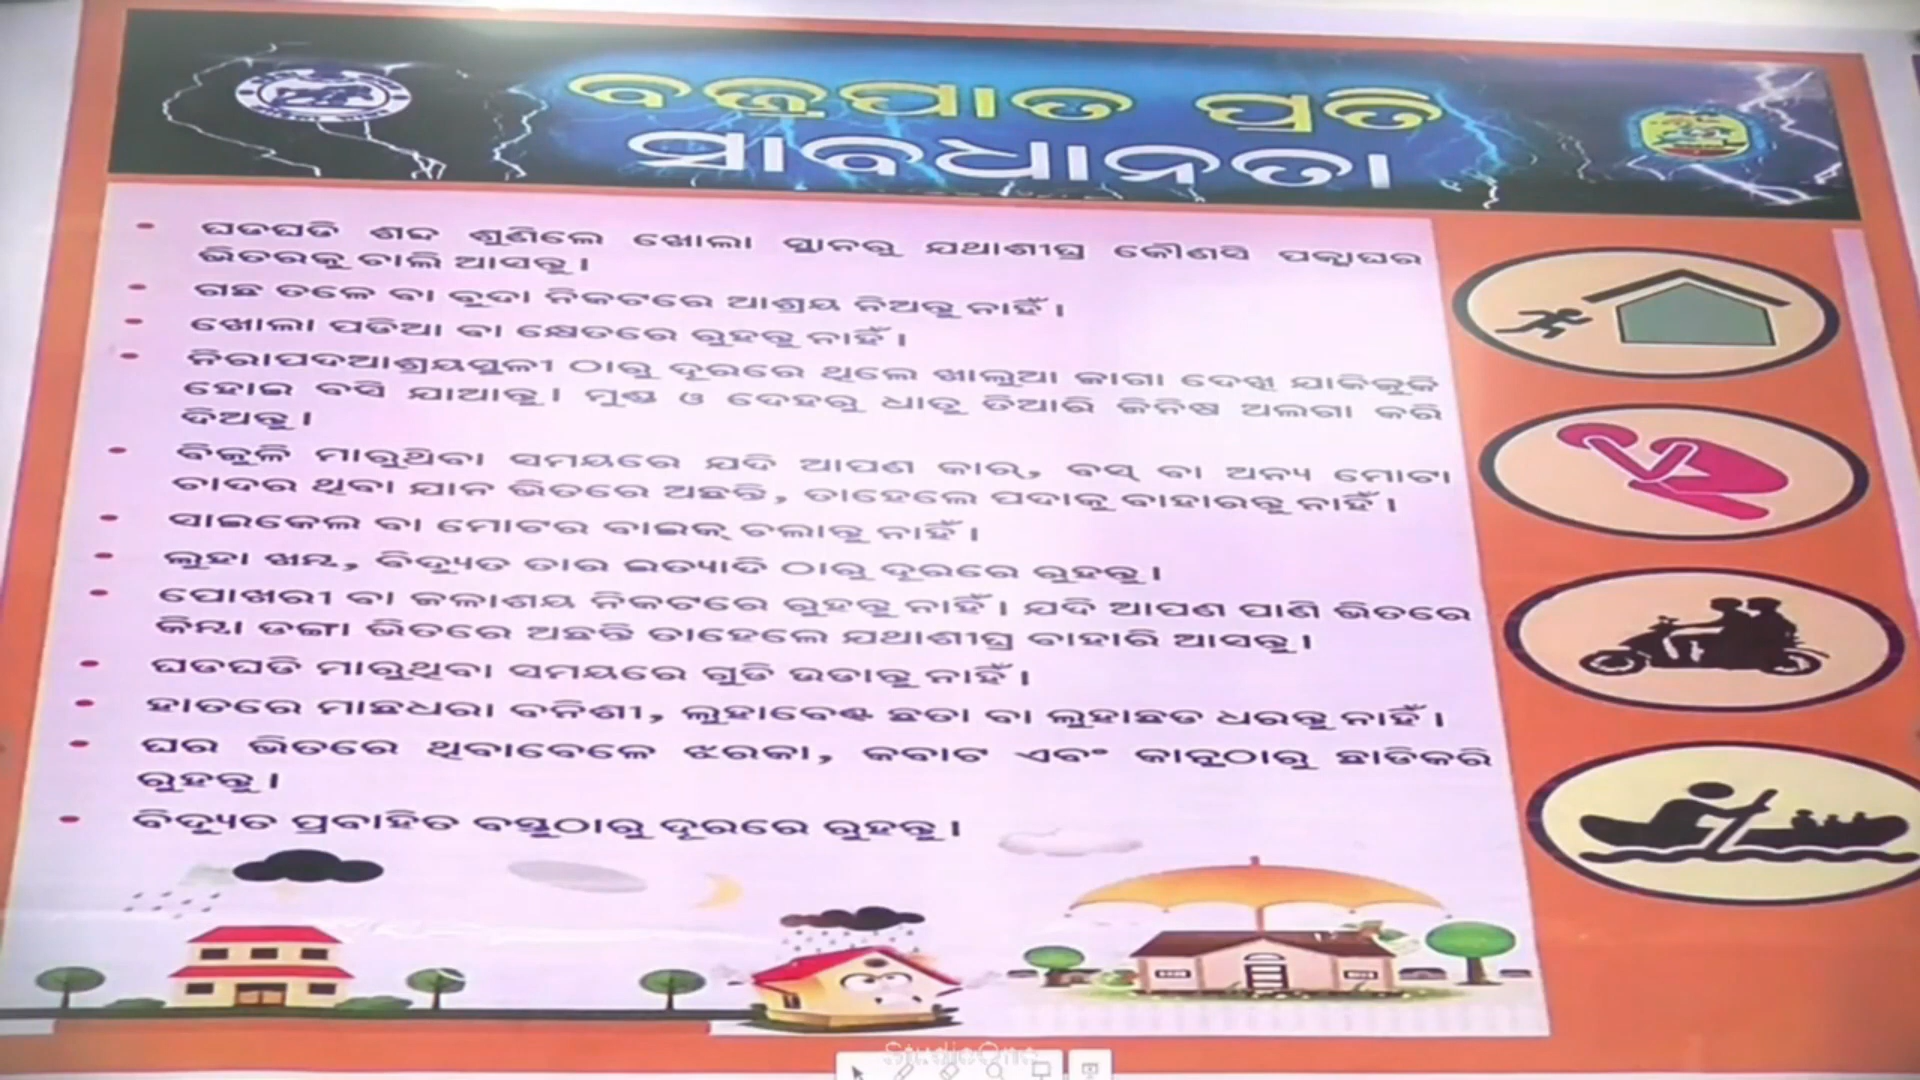 ବଜ୍ରପାତ ପ୍ରତି
ସାବଧାନତା
ଘଡଘଡି ଶବ୍ଦ ଶୁଣିଲେ ଖୋଲା ସ୍ଥାନରୁ ଯଥାଶୀଘ୍ର କୌଣସି ପକ୍କାଘର
ଭିତରକୁ ଚାଲି ଆସନ୍ତୁ ।
ଗଛ ତଳେ ବା ବୁଦା ନିକଟରେ ଆଶ୍ରୟ ନିଅନ୍ତୁ ନାହିଁ ।
ଖୋଲା ପଡିଆ ବା କ୍ଷେତରେ ରୁହନ୍ତୁ ନାହିଁ ।
ନିରାପଦଆଶ୍ରୟସ୍ଥଳୀ ଠାରୁ ଦୂରରେ ଥିଲେ ଖାଲୁଆ ଜାଗା ଦେଖି ଯାକିଜୁକି
ହୋଇ ବସି ଯାଆନ୍ତୁ । ମୁଣ୍ଡ ଓ ଦେହରୁ ଧାତୁ ତିଆରି ଜିନିଷ ଅଲଗା କରି
ଦିଅନ୍ତୁ ।
ବିଜୁଳି ମାରୁଥିବା ସମୟରେ ଯଦି ଆପଣ କାର୍, ବସ୍ ବା ଅନ୍ୟ ମୋଟା
ଚାଦର ଥିବା ଯାନ ଭିତରେ ଅଛନ୍ତି, ତାହେଲେ ପଦାକୁ ବାହାରନ୍ତୁ ନାହିଁ ।
ସାଇକେଲ ବା ମୋଟର ବାଇକ୍ ଚଲାନ୍ତୁ ନାହିଁ ।
ଲୁହା ଖମ୍ବ, ବିଦ୍ୟୁତ ତାର ଇତ୍ୟାଦି ଠାରୁ ଦୂରରେ ରୁହନ୍ତୁ ।
ପୋଖରୀ ବା ଜଳାଶୟ ନିକଟରେ ରୁହନ୍ତୁ ନାହିଁ । ଯଦି ଆପଣ ପାଣି ଭିତରେ
କିମ୍ବା ଡଙ୍ଗା ଭିତରେ ଅଛନ୍ତି ତାହେଲେ ଯଥାଶୀଘ୍ର ବାହାରି ଆସନ୍ତୁ ।
ଘଡଘଡି ମାରୁଥିବା ସମୟରେ ଗୁଡି ଉଡାନ୍ତୁ ନାହିଁ ।
ହାତରେ ମାଛଧରା ବନିଶୀ, ଲୁହାବେଣ୍ଟ ଛତା ବା ଲୁହାଛଡ ଧରନ୍ତୁ ନାହିଁ ।
ଘର ଭିତରେ ଥିବାବେଳେ ଝରକା, କବାଟ ଏବଂ କାନ୍ଥଠାରୁ ଛାଡିକରି
ରୁହନ୍ତୁ ।
ବିଦ୍ୟୁତ ପ୍ରବାହିତ ବସ୍ତୁଠାରୁ ଦୂରରେ ରୁହନ୍ତୁ ।
StudioOne